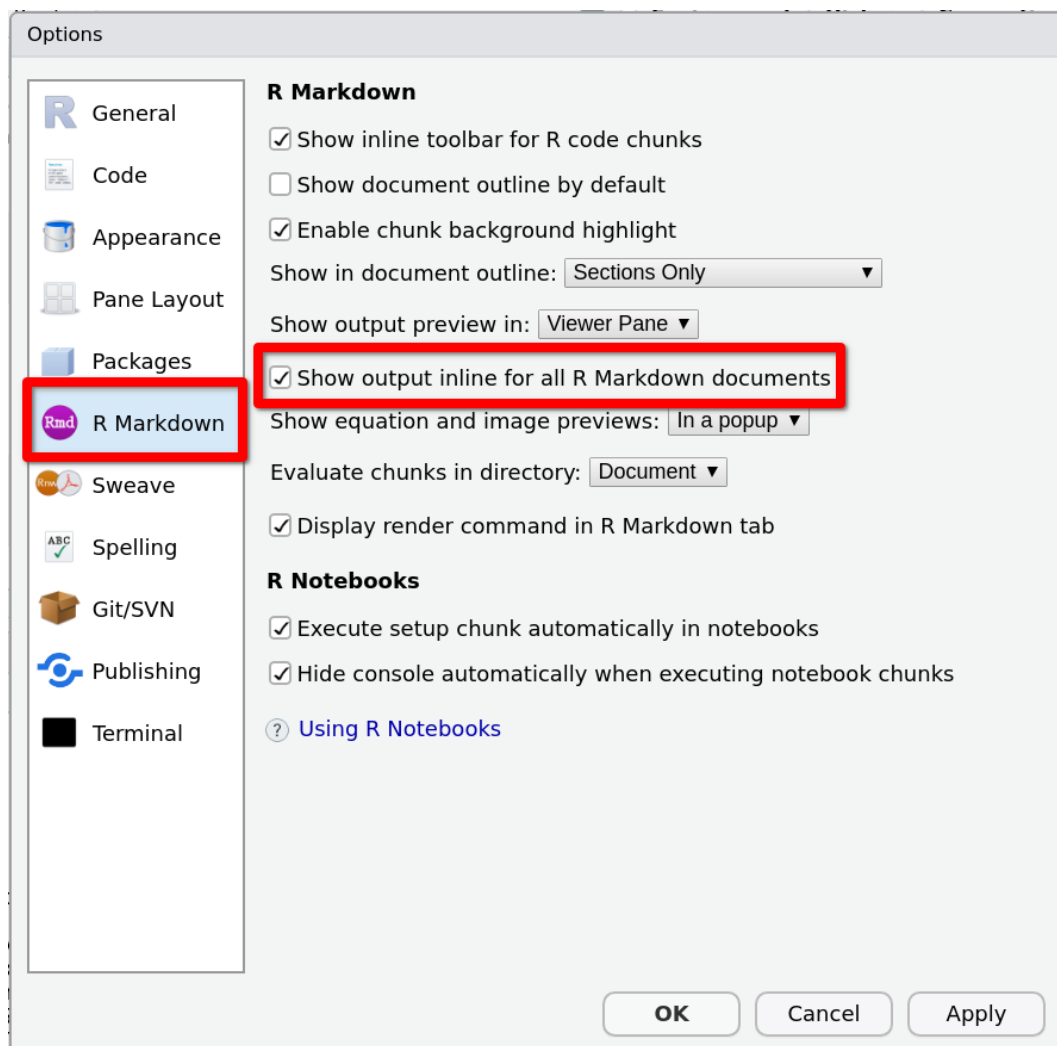 Options
General
Code
Appearance
Pane Layout
Packages
Rmd R Markdown
Rnw Sweave
ABC Spelling
Git/SVN
Publishing
Terminal
R Markdown
Show inline toolbar for R code chunks
Show document outline by default
Enable chunk background highlight
Show in document outline: Sections Only
Show output preview in: Viewer Pane
Show output inline for all R Markdown documents
Show equation and image previews: In a popup
Evaluate chunks in directory: Document
Display render command in R Markdown tab
R Notebooks
Execute setup chunk automatically in notebooks
Hide console automatically when executing notebook chunks
? Using R Notebooks
OK Cancel Apply